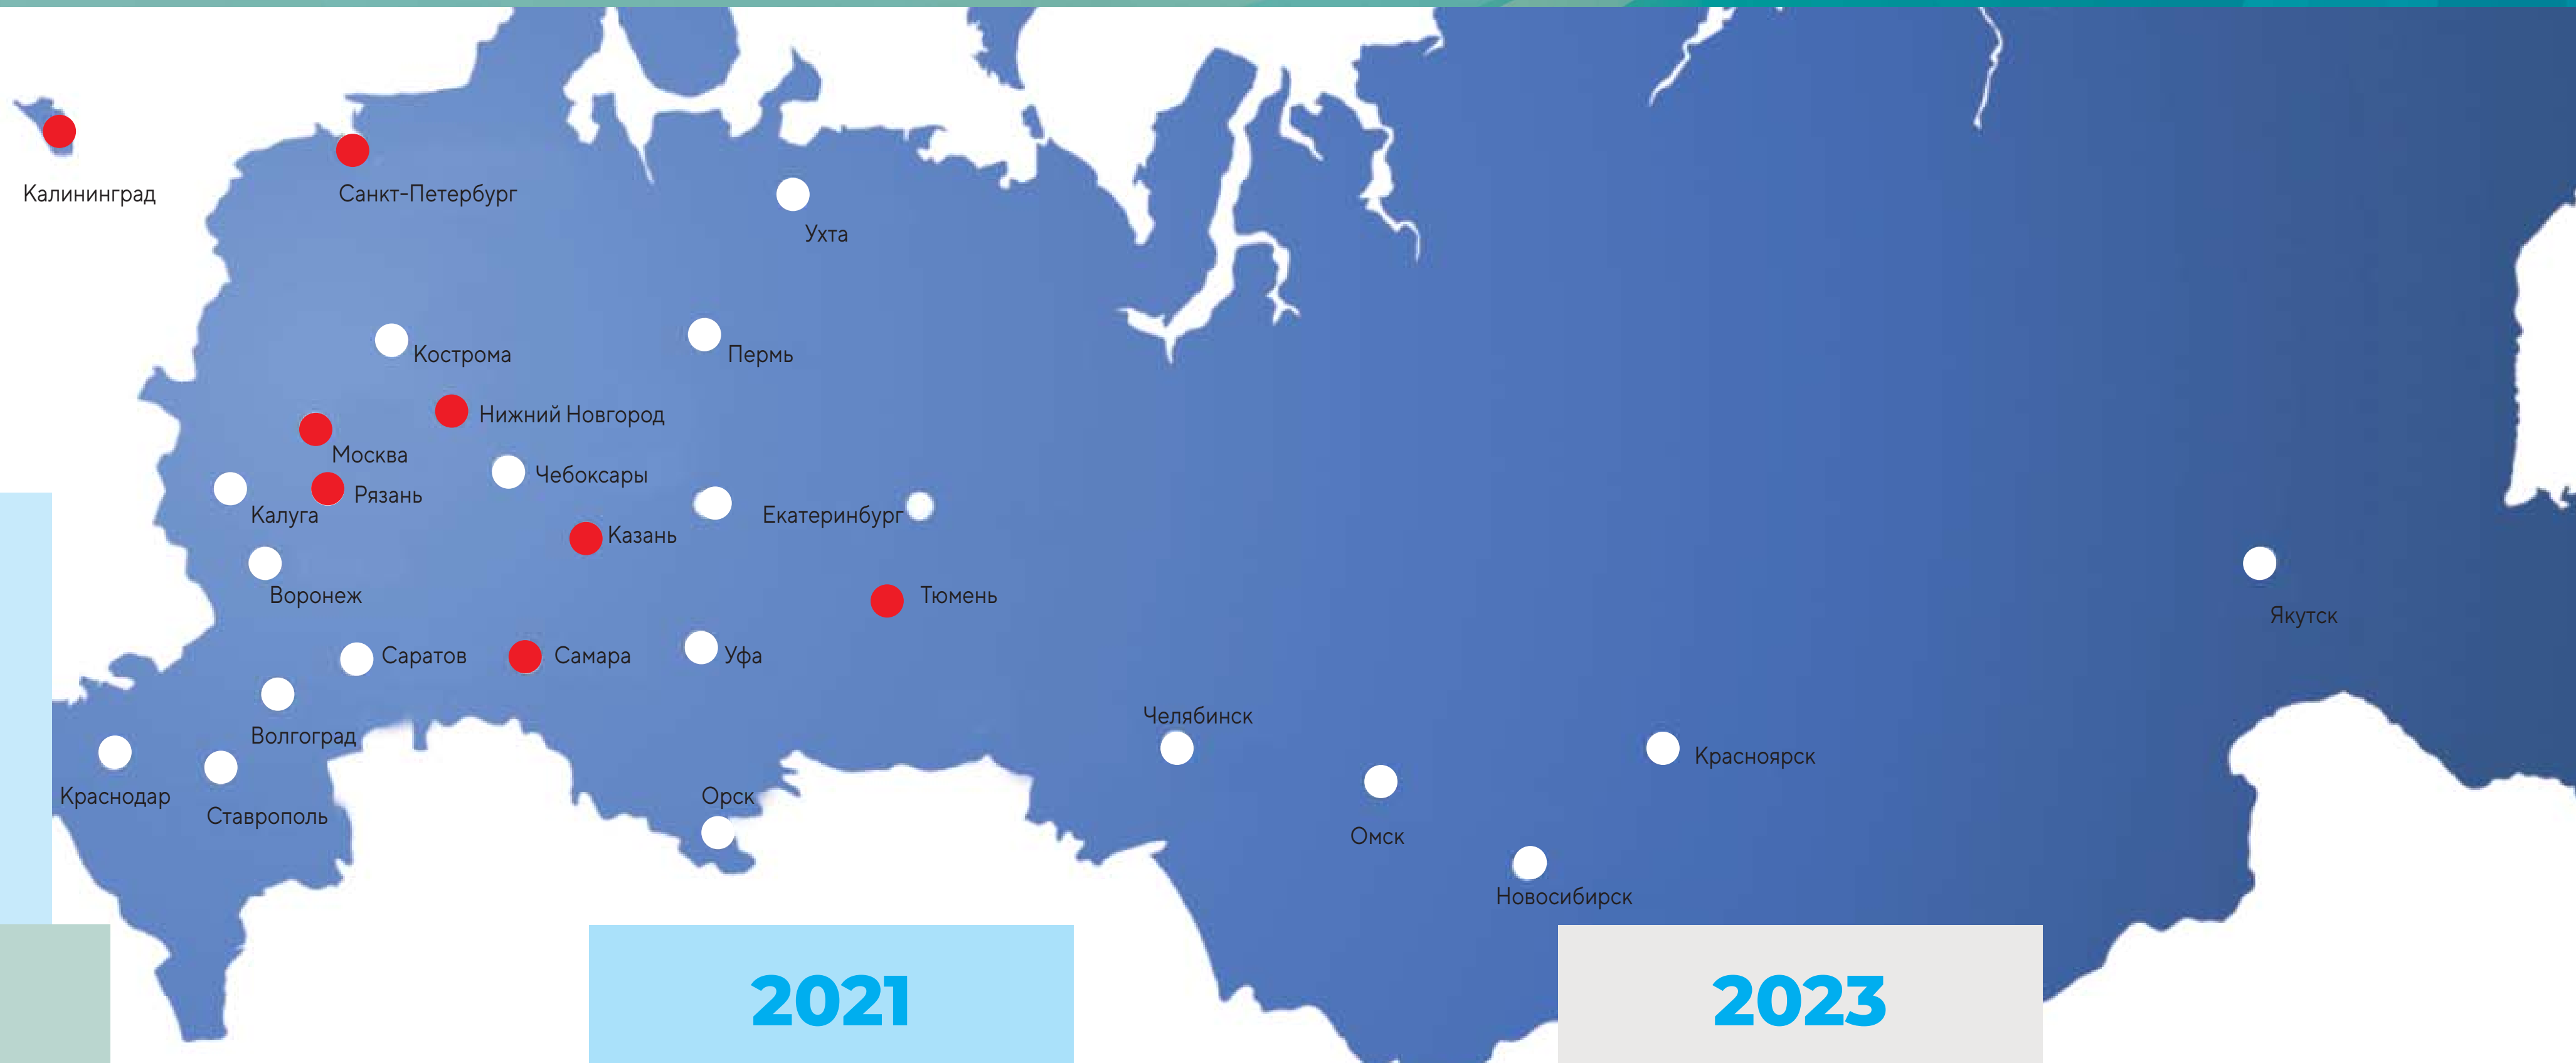 Калининград
Санкт-Петербург
Ухта
Кострома
Пермь
Нижний Новгород
Москва
Чебоксары
Рязань
Калуга
Екатеринбург
Казань
Воронеж
Тюмень
Якутск
Саратов
Самара
Уфа
Челябинск
Волгоград
Красноярск
Краснодар
Орск
Ставрополь
Омск
Новосибирск
2021
2023